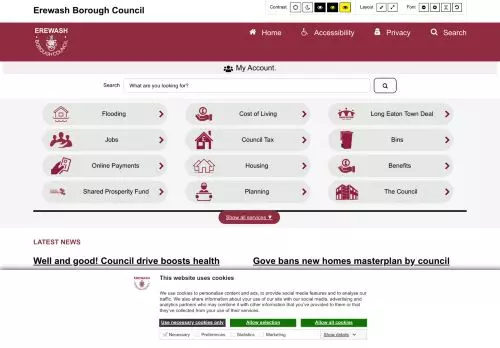 Erewash Borough Council
Contrast Layout Font
EREWASH
BOROUGH COUNCIL
Home Accessibility Privacy Search
My Account.
Search What are you looking for?
Flooding Cost of Living Long Eaton Town Deal
Jobs Council Tax Bins
Online Payments Housing Benefits
Shared Prosperity Fund Planning The Council
Show all services ▼
LATEST NEWS
Well and good! Council drive boosts health Gove bans new homes masterplan by council
EREWASH
This website uses cookies
We use cookies to personalise content and ads, to provide social media features and to analyse our
traffic. We also share information about your use of our site with our social media, advertising and
analytics partners who may combine it with other information that you've provided to them or that
they've collected from your use of their services.
Use necessary cookies only Allow selection Allow all cookies
Necessary Preferences Statistics Marketing Show details